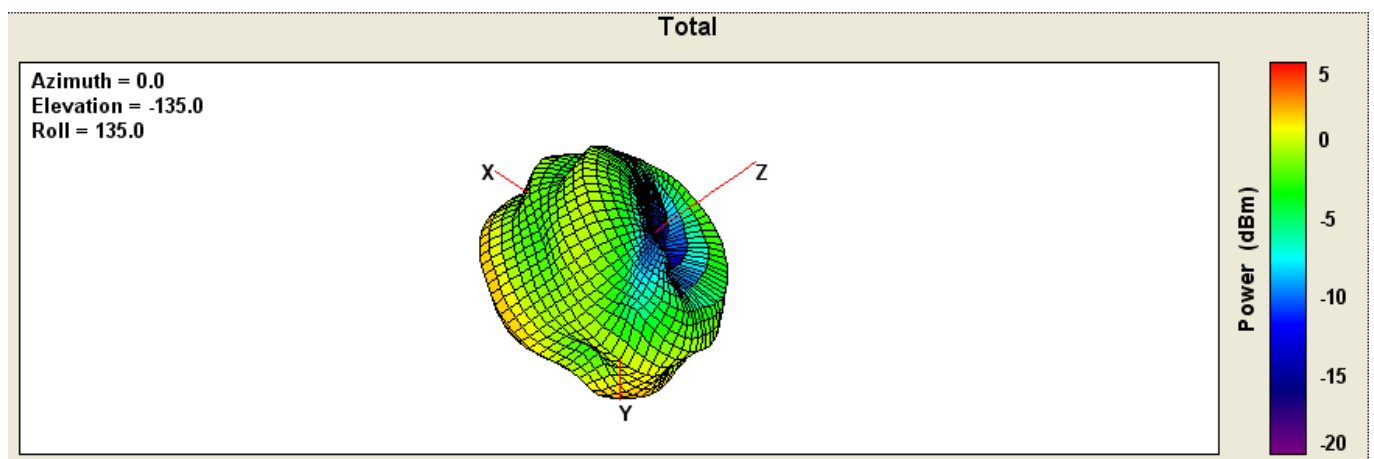 Total
Azimuth = 0.0
Elevation = -135.0
Roll = 135.0
X
Z
Y
5
0
-5
-10
-15
-20
Power (dBm)